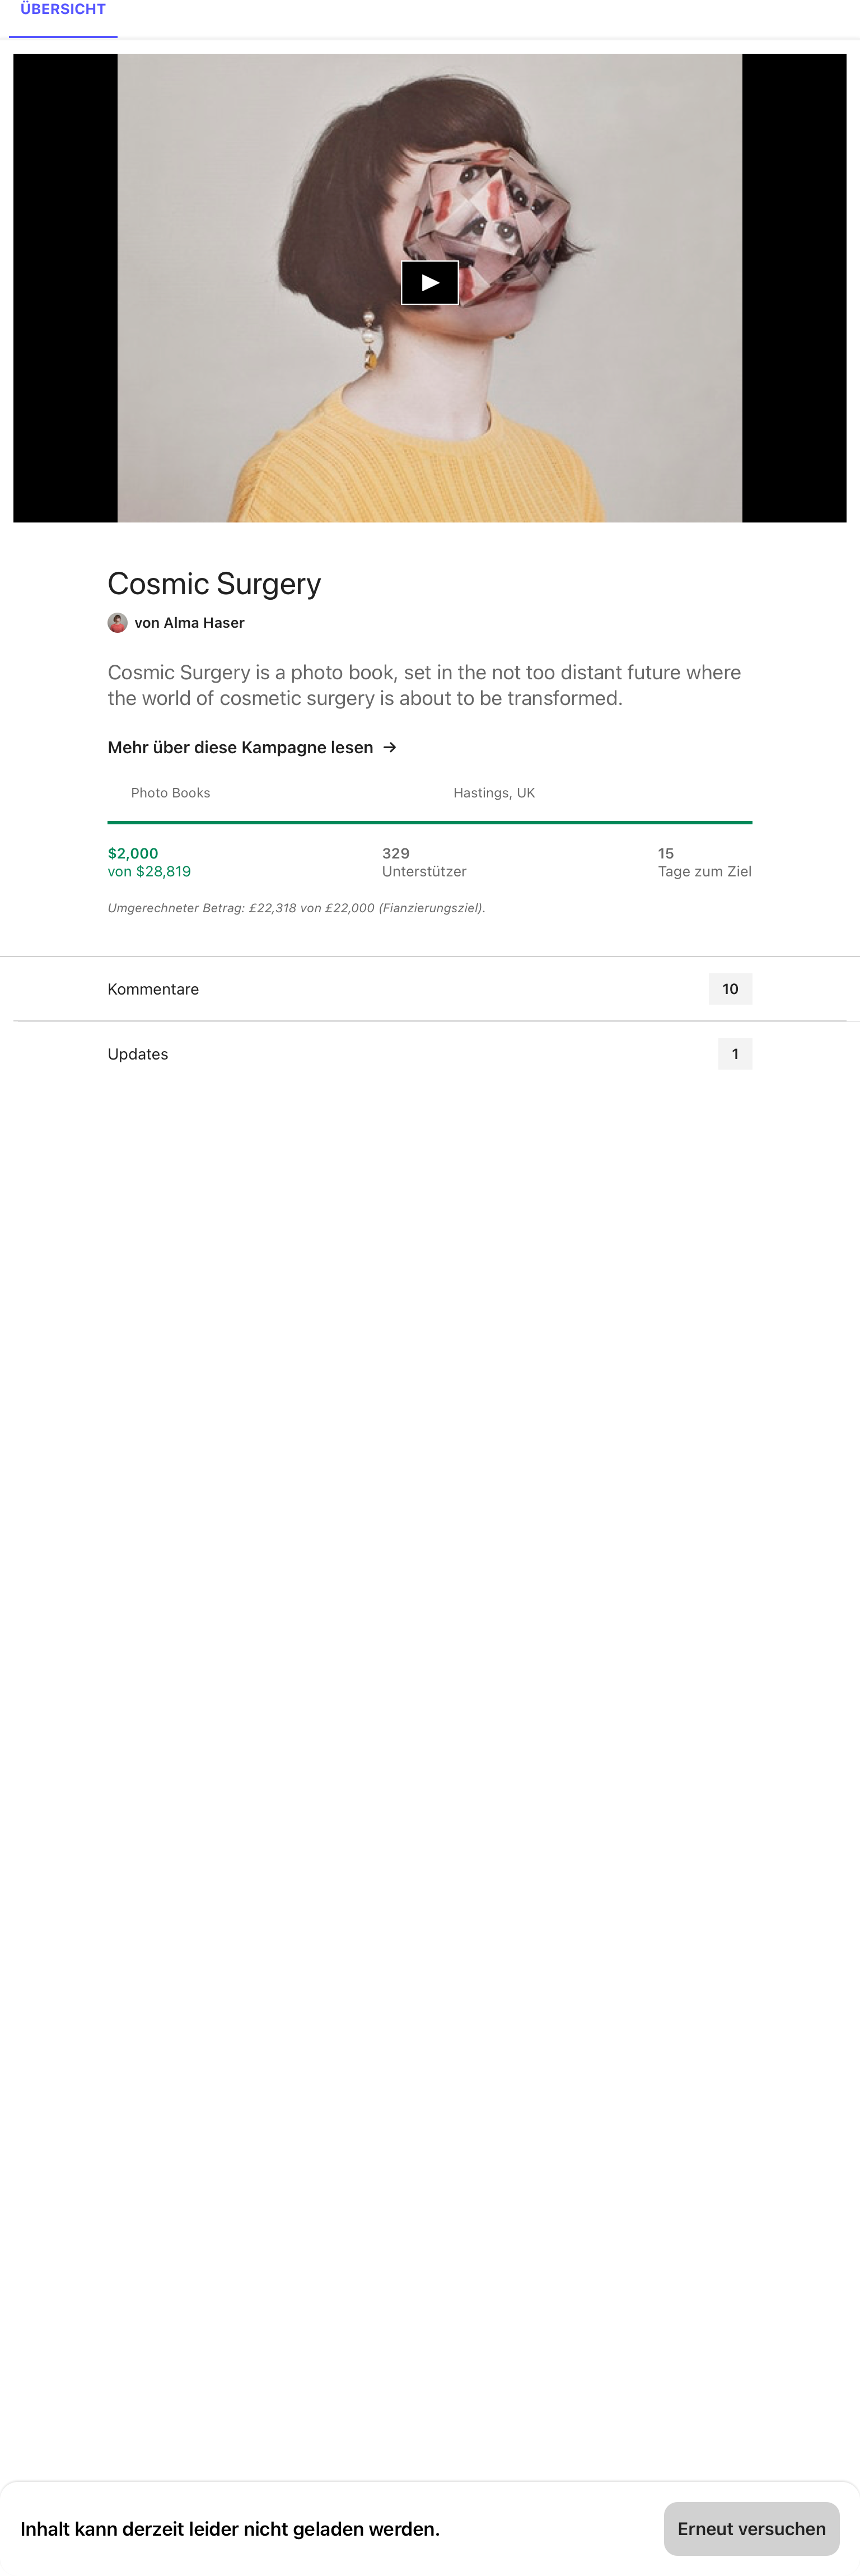 ÜBERSICHT
Cosmic Surgery
von Alma Haser
Cosmic Surgery is a photo book, set in the not too distant future where
the world of cosmetic surgery is about to be transformed.
Mehr über diese Kampagne lesen →
Photo Books
Hastings, UK
$2,000
von $28,819
329
Unterstützer
15
Tage zum Ziel
Umgerechneter Betrag: £22,318 von £22,000 (Fianzierungsziel).
Kommentare
10
Updates
1
Inhalt kann derzeit leider nicht geladen werden.
Erneut versuchen